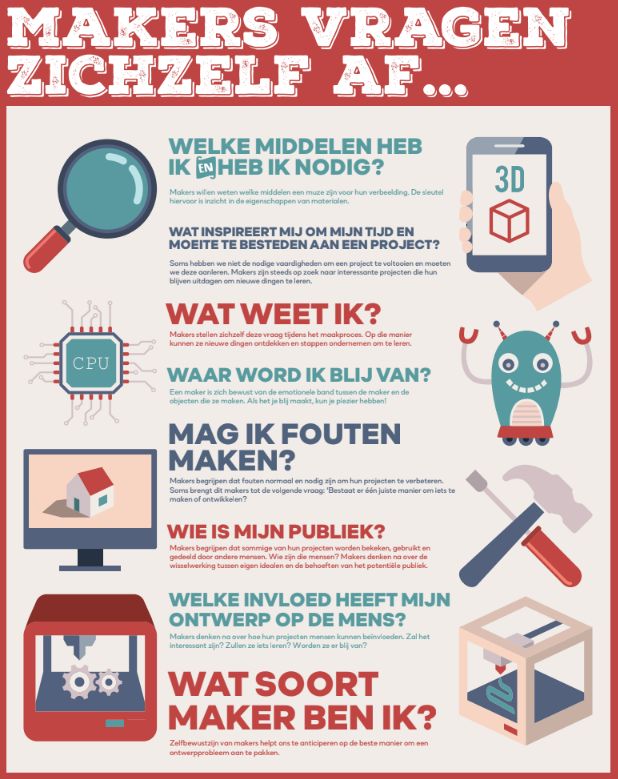 MAKERS VRAGEN
ZICHZELF AF...
WELKE MIDDELEN HEB
IK EN HEB IK NODIG?
Makers willen weten welke middelen een muze zijn voor hun verbeelding. De sleutel
hiervoor is inzicht in de eigenschappen van materialen.
3D
WAT INSPIREERT MIJ OM MIJN TIJD EN
MOEITE TE BESTEDEN AAN EEN PROJECT?
Soms hebben we niet de nodige vaardigheden om een project te voltooien en moeten
we deze aanleren. Makers zijn steeds op zoek naar interessante projecten die hun
blijven uitdagen om nieuwe dingen te leren.
WAT WEET IK?
Makers stellen zichzelf deze vraag tijdens het maakproces. Op die manier
kunnen ze nieuwe dingen ontdekken en stappen ondernemen om te leren.
CPU
WAAR WORD IK BLIJ VAN?
Een maker is zich bewust van de emotionele band tussen de maker en de
objecten die ze maken. Als het je blij maakt, kun je plezier hebben!
MAG IK FOUTEN
MAKEN?
Makers begrijpen dat fouten normaal en nodig zijn om hun projecten te verbeteren.
Soms brengt dit makers tot de volgende vraag: 'Bestaat er één juiste manier om iets te
maken of ontwikkelen?
WIE IS MIJN PUBLIEK?
Makers begrijpen dat sommige van hun projecten worden bekeken, gebruikt en
gedeeld door andere mensen. Wie zijn die mensen? Makers denken na over de
wisselwerking tussen eigen idealen en de behoeften van het potentiële publiek.
WELKE INVLOED HEEFT MIJN
ONTWERP OP DE MENS?
Makers denken na over hoe hun projecten mensen kunnen beïnvloeden. Zal het
interessant zijn? Zullen ze iets leren? Worden ze er blij van?
WAT SOORT
MAKER BEN IK?
Zelfbewustzijn van makers helpt ons te anticiperen op de beste manier om een
ontwerpprobleem aan te pakken.